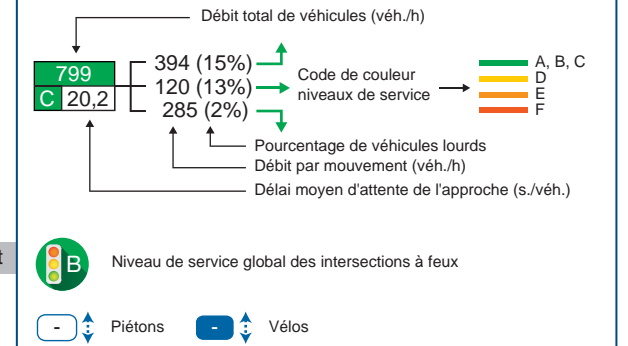 Débit total de véhicules (véh./h)
799
C 20,2
394 (15%)
120 (13%)
285 (2%)
Code de couleur
niveaux de service
A, B, C
D
E
F
Pourcentage de véhicules lourds
Débit par mouvement (véh./h)
Délai moyen d'attente de l'approche (s./véh.)
t
B
Niveau de service global des intersections à feux
- Piétons
- Vélos